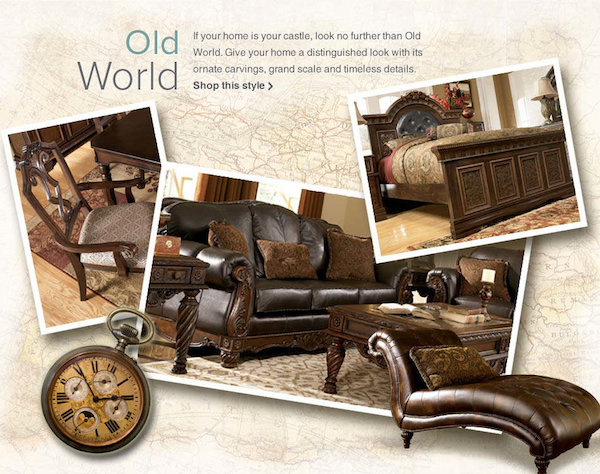 Old
World
If your home is your castle, look no further than Old
World. Give your home a distinguished look with its
ornate carvings, grand scale and timeless details.
Shop this style >